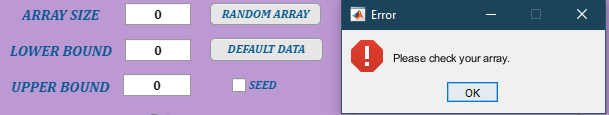 ARRAY SIZE 0 RANDOM ARRAY
LOWER BOUND 0 DEFAULT DATA
UPPER BOUND 0 SEED
Error
Please check your array.
OK